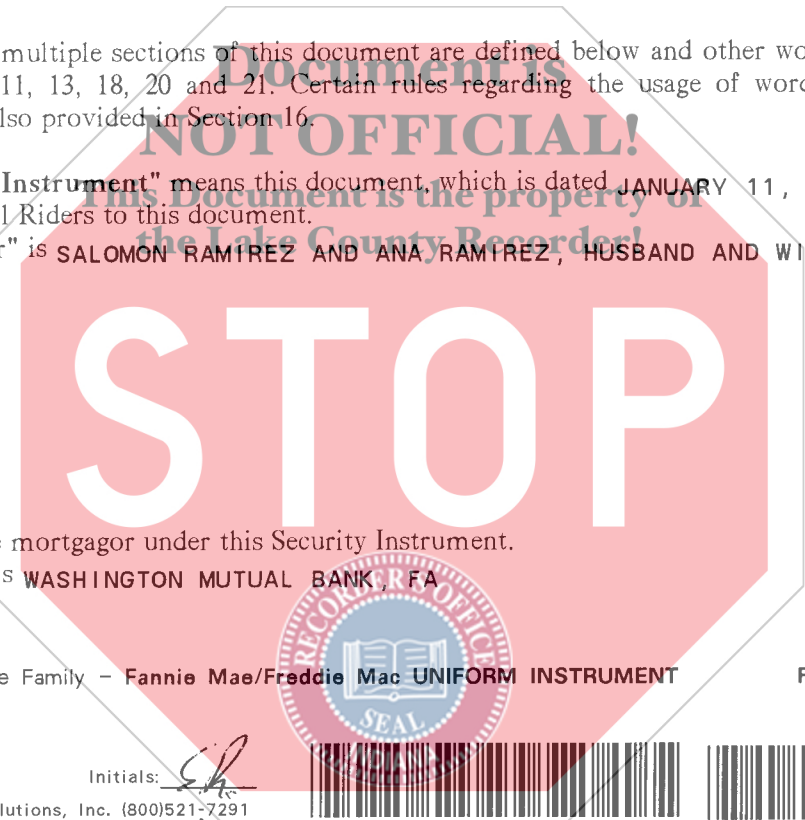 multiple sections of this document are defined below and other wo
Document is
11, 13, 18, 20 and 21. Certain rules regarding the usage of word
lso provided in Section 16.
NOT OFFICIAL!
Instrument" means this document, which is dated JANUARY 11,
This Document is the property of
l Riders to this document.
the Lake County Recorder!
" is SALOMON RAMIREZ AND ANA RAMIREZ, HUSBAND AND WI
STOP
e mortgagor under this Security Instrument.
s WASHINGTON MUTUAL BANK, FA
RECORDER'S OFFICE
SEAL
INDIANA
e Family – Fannie Mae/Freddie Mac UNIFORM INSTRUMENT
Initials:
lutions, Inc. (800)521-7291